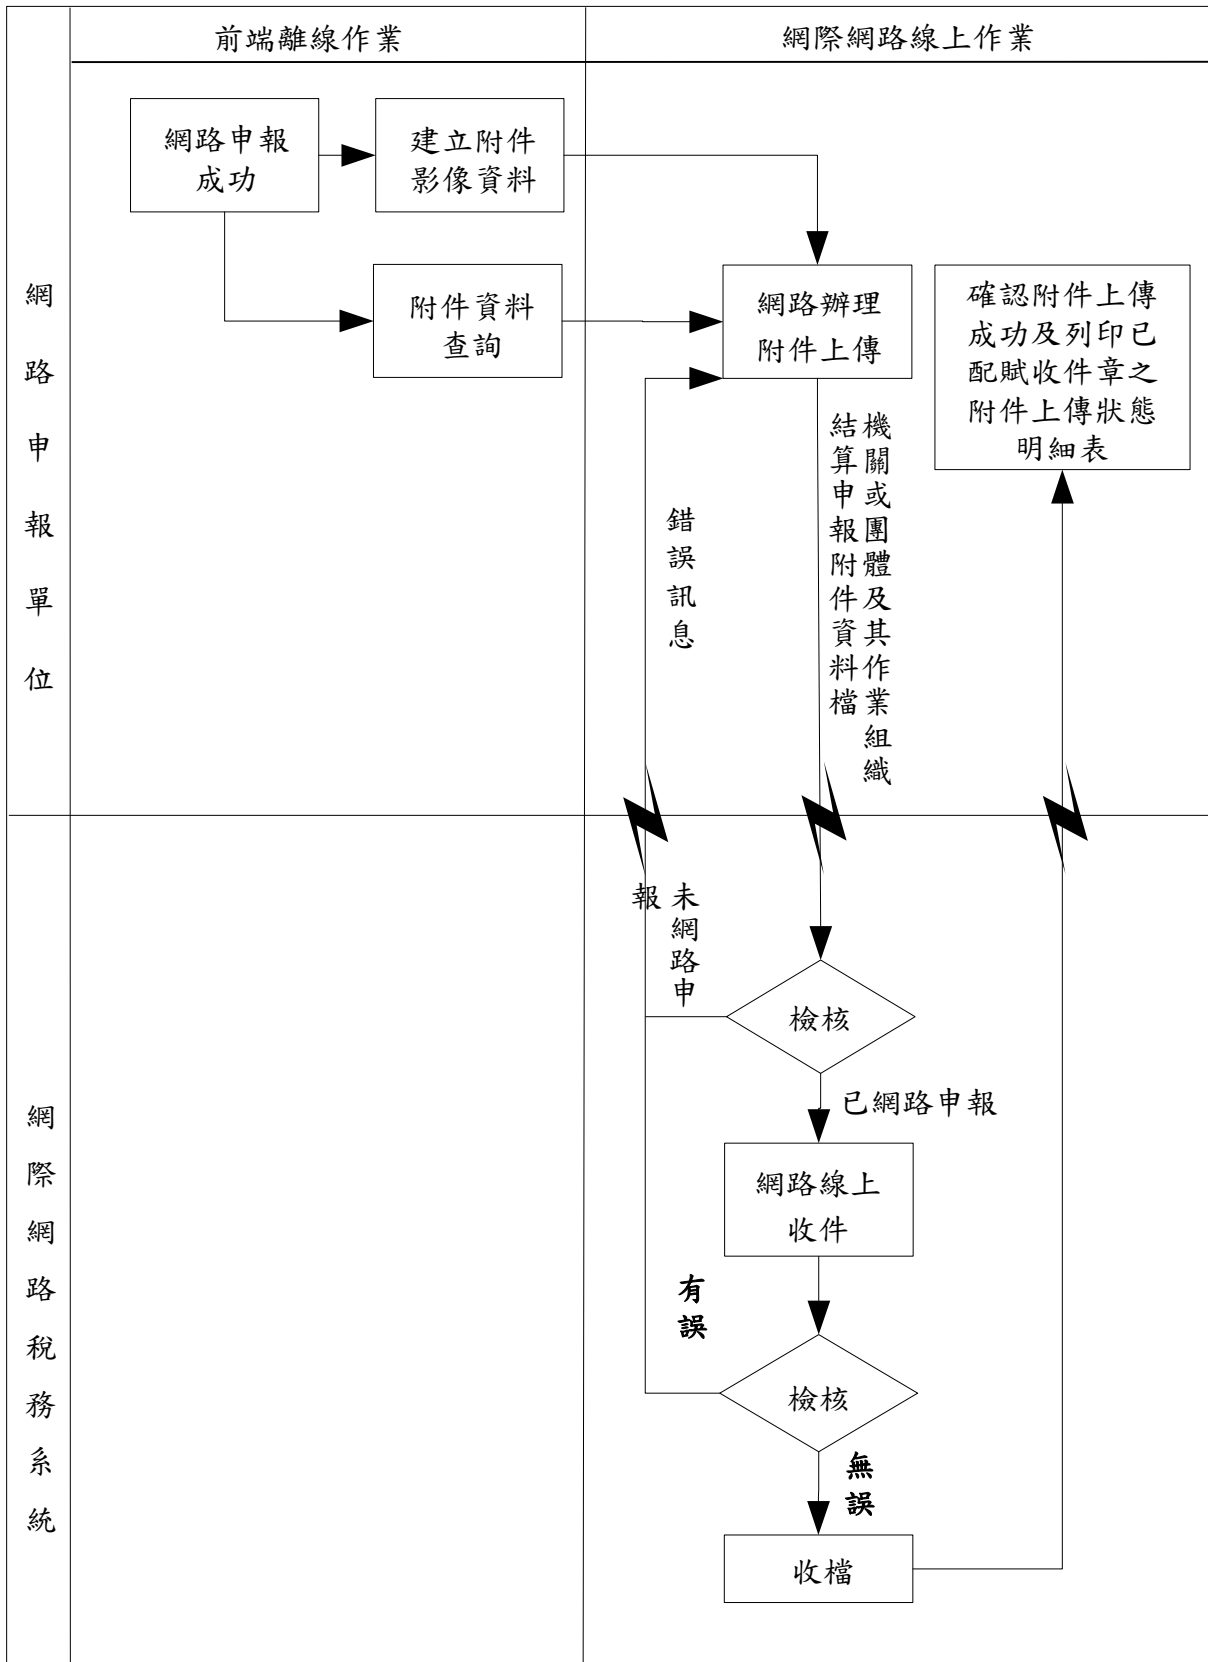 前端離線作業
網際網路線上作業
網路申報單位
網路申報
成功
建立附件
影像資料
附件資料
查詢
網路辦理
附件上傳
確認附件上傳
成功及列印已
配賦收件章之
附件上傳狀態
明細表
機關或團體及其作業組織
結算申報附件資料檔
錯誤訊息
網際網路稅務系統
未網路申
報
檢核
已網路申報
網路線上
收件
有誤
檢核
無誤
收檔